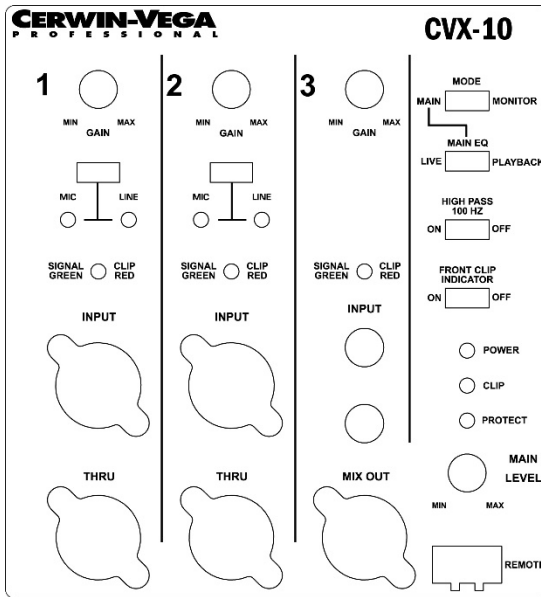 CERWIN-VEGA
PROFESSIONAL
CVX-10
1
MIN MAX
GAIN
MIC LINE
SIGNAL GREEN
CLIP RED
INPUT
THRU
2
MIN MAX
GAIN
MIC LINE
SIGNAL GREEN
CLIP RED
INPUT
THRU
3
MIN MAX
GAIN
SIGNAL GREEN
CLIP RED
INPUT
MIX OUT
MODE
MAIN MONITOR
MAIN EQ
LIVE PLAYBACK
HIGH PASS
100 HZ
ON OFF
FRONT CLIP
INDICATOR
ON OFF
POWER
CLIP
PROTECT
MAIN
LEVEL
MIN MAX
REMOTE